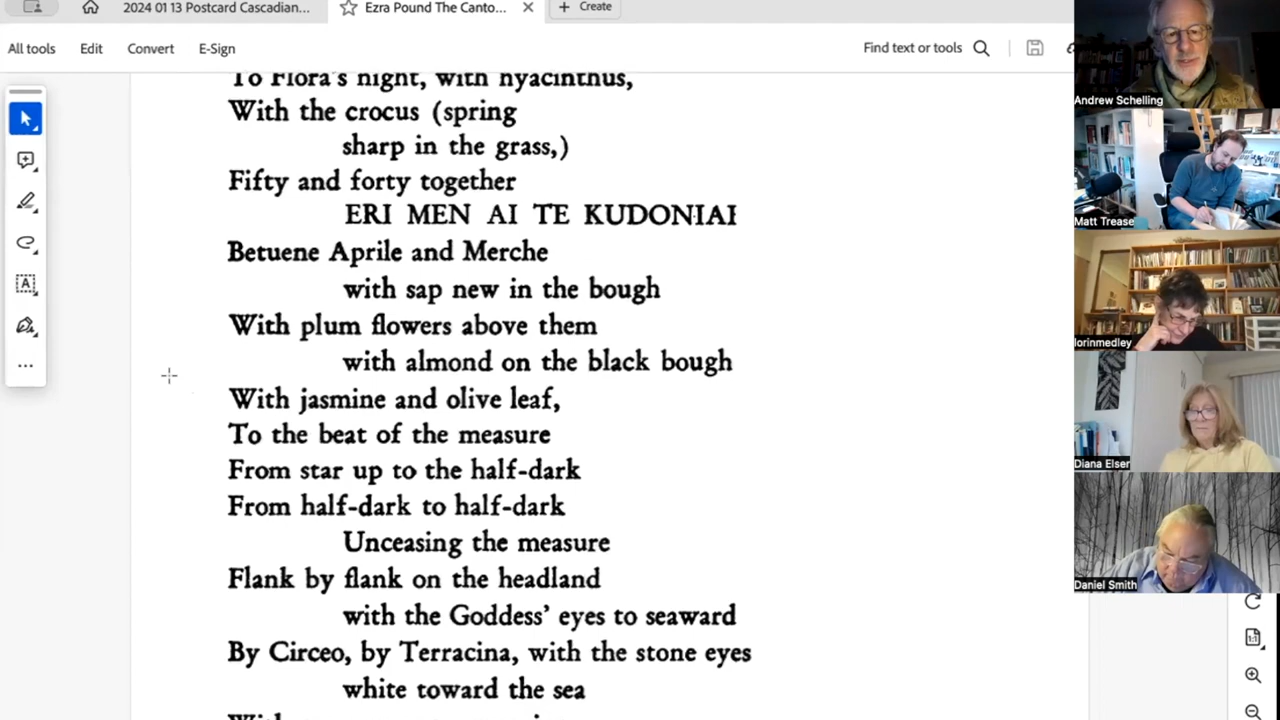 2024 01 13 Postcard Cascadian...
Ezra Pound The Canto...
Create
All tools
Edit
Convert
E-Sign
Find text or tools
To Flora's night, with hyacinthus,
With the crocus (spring
sharp in the grass,)
Fifty and forty together
ERI MEN AI TE KUDONIAI
Betuene Aprile and Merche
with sap new in the bough
With plum flowers above them
with almond on the black bough
With jasmine and olive leaf,
To the beat of the measure
From star up to the half-dark
From half-dark to half-dark
Unceasing the measure
Flank by flank on the headland
with the Goddess' eyes to seaward
By Circeo, by Terracina, with the stone eyes
white toward the sea
Andrew Schelling
Matt Trease
lorinmedley
Diana Elser
Daniel Smith